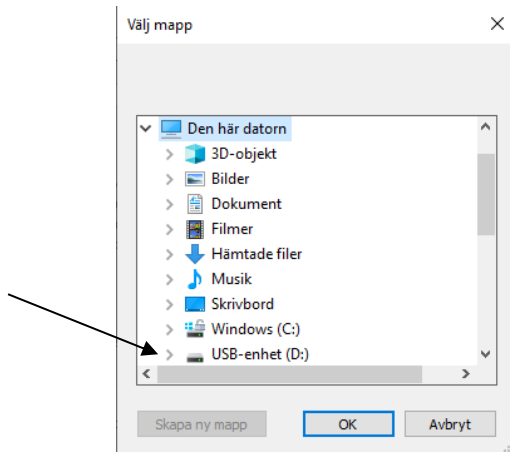 Välj mapp
Den här datorn
3D-objekt
Bilder
Dokument
Filmer
Hämtade filer
Musik
Skrivbord
Windows (C:)
USB-enhet (D:)
Skapa ny mapp OK Avbryt